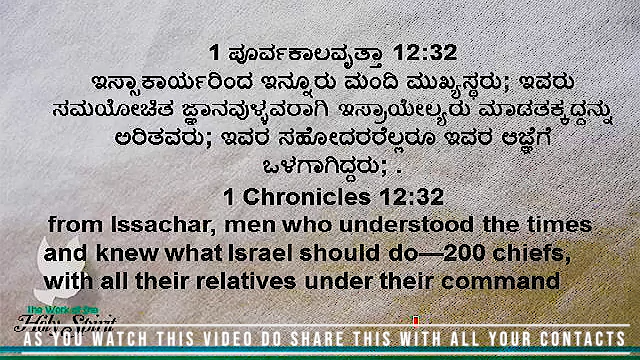 1 ಪೂರ್ವಕಾಲವೃತ್ತಾ 12:32
ಇಸ್ಸಾಕಾರ್ಯರಿಂದ ಇನ್ನೂರು ಮಂದಿ ಮುಖ್ಯಸ್ಥರು; ಇವರು
ಸಮಯೋಚಿತ ಜ್ಞಾನವುಳ್ಳವರಾಗಿ ಇಸ್ರಾಯೇಲ್ಯರು ಮಾಡತಕ್ಕದ್ದನ್ನು
ಅರಿತವರು; ಇವರ ಸಹೋದರರೆಲ್ಲರೂ ಇವರ ಆಜ್ಞೆಗೆ
ಒಳಗಾಗಿದ್ದರು; .
1 Chronicles 12:32
from Issachar, men who understood the times
and knew what Israel should do—200 chiefs,
with all their relatives under their command
The Work of the
Holy Spirit
AS YOU WATCH THIS VIDEO DO SHARE THIS WITH ALL YOUR CONTACTS